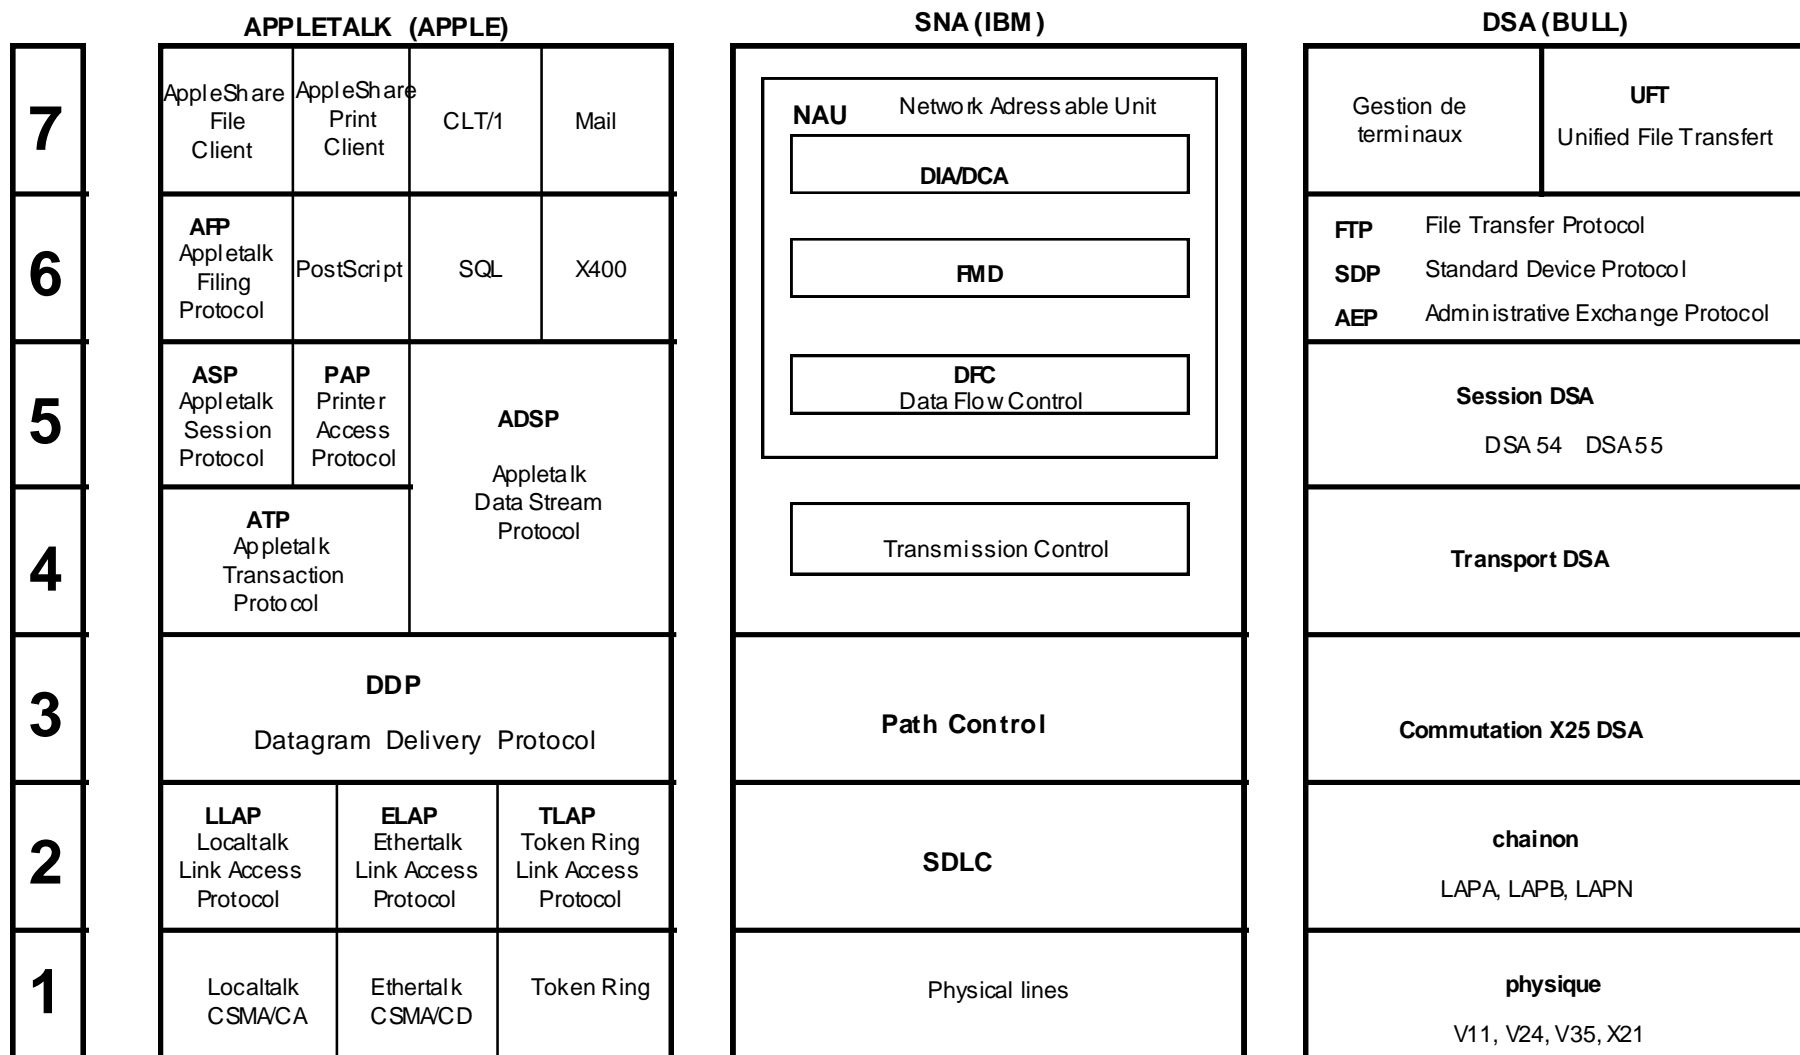 APPLETALK (APPLE)
SNA (IBM)
DSA (BULL)
7
AppleShare
File
Client
AppleShare
Print
Client
CLT/1
Mail
NAU
Network Adressable Unit
DIA/DCA
Gestion de
terminaux
UFT
Unified File Transfert
6
AFP
Appletalk
Filing
Protocol
PostScript
SQL
X400
FMD
FTP File Transfer Protocol
SDP Standard Device Protocol
AEP Administrative Exchange Protocol
5
ASP
Appletalk
Session
Protocol
PAP
Printer
Access
Protocol
ADSP
Appletalk
Data Stream
Protocol
DFC
Data Flow Control
Session DSA
DSA 54 DSA 55
4
ATP
Appletalk
Transaction
Protocol
Transmission Control
Transport DSA
3
DDP
Datagram Delivery Protocol
Path Control
Commutation X25 DSA
2
LLAP
Localtalk
Link Access
Protocol
ELAP
Ethertalk
Link Access
Protocol
TLAP
Token Ring
Link Access
Protocol
SDLC
chainon
LAPA, LAPB, LAPN
1
Localtalk
CSMA/CA
Ethertalk
CSMA/CD
Token Ring
Physical lines
physique
V11, V24, V35, X21